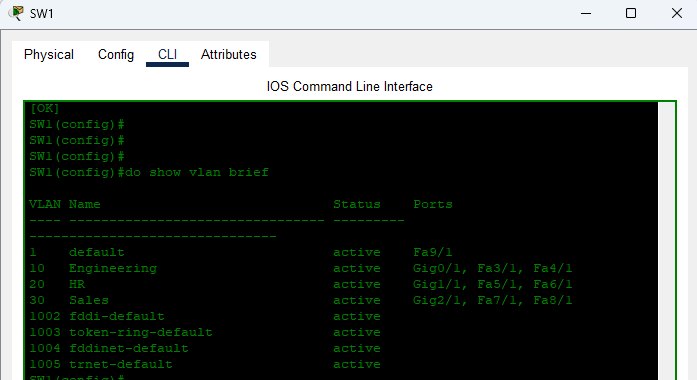 SW1
Physical Config CLI Attributes
IOS Command Line Interface
[OK]
SW1(config)#
SW1(config)#
SW1(config)#
SW1(config)#do show vlan brief
VLAN Name                             Status    Ports
---- -------------------------------- ---------
-------------------------------
1    default                          active    Fa9/1
10   Engineering                      active    Gig0/1, Fa3/1, Fa4/1
20   HR                               active    Gig1/1, Fa5/1, Fa6/1
30   Sales                            active    Gig2/1, Fa7/1, Fa8/1
1002 fddi-default                     active
1003 token-ring-default               active
1004 fddinet-default                  active
1005 trnet-default                    active
SW1(config)#